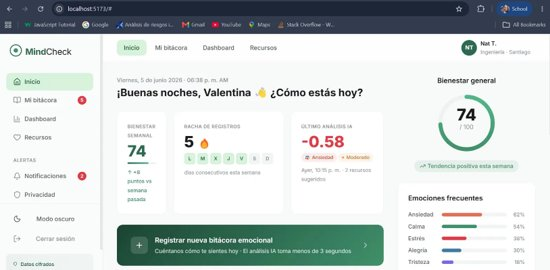 localhost:5173/#
School
JavaScript Tutorial
Google
Análisis de riesgos i...
Gmail
YouTube
Maps
Stack Overflow - W...
All Bookmarks
MindCheck
Inicio
Mi bitácora
Dashboard
Recursos
NT
Nat T.
Ingeniería · Santiago
Inicio
Mi bitácora 5
Dashboard
Recursos
ALERTAS
Notificaciones 2
Privacidad
Modo oscuro
Cerrar sesión
Datos cifrados
Viernes, 5 de junio 2026 · 06:38 p. m. AM
¡Buenas noches, Valentina 👋 ¿Cómo estás hoy?
BIENESTAR
SEMANAL
74
↑ +8
puntos vs
semana
pasada
RACHA DE REGISTROS
5 🔥
L M X J V S D
días consecutivos esta semana
ÚLTIMO ANÁLISIS IA
-0.58
Ansiedad
Moderado
Ayer, 10:15 p. m. · 2 recursos
sugeridos
Registrar nueva bitácora emocional
Cuéntanos cómo te sientes hoy · El análisis IA toma menos de 3 segundos
Bienestar general
74
/ 100
Tendencia positiva esta semana
Emociones frecuentes
Ansiedad 62%
Calma 54%
Estrés 38%
Alegría 30%
Tristeza 18%